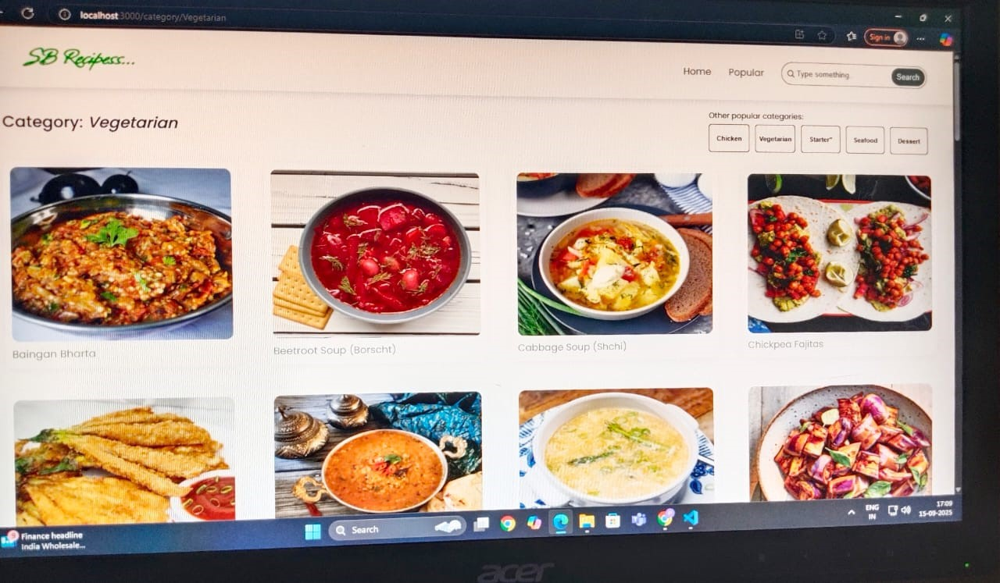 localhost:3000/category/Vegetarian
Sign in
SB Recipess...
Home
Popular
Type something
Search
Category: Vegetarian
Other popular categories:
Chicken
Vegetarian
Starter"
Seafood
Dessert
Baingan Bharta
Beetroot Soup (Borscht)
Cabbage Soup (Shchi)
Chickpea Fajitas
Finance headline
India Wholesale...
Search
ENG
IN
17:09
15-09-2025
acer